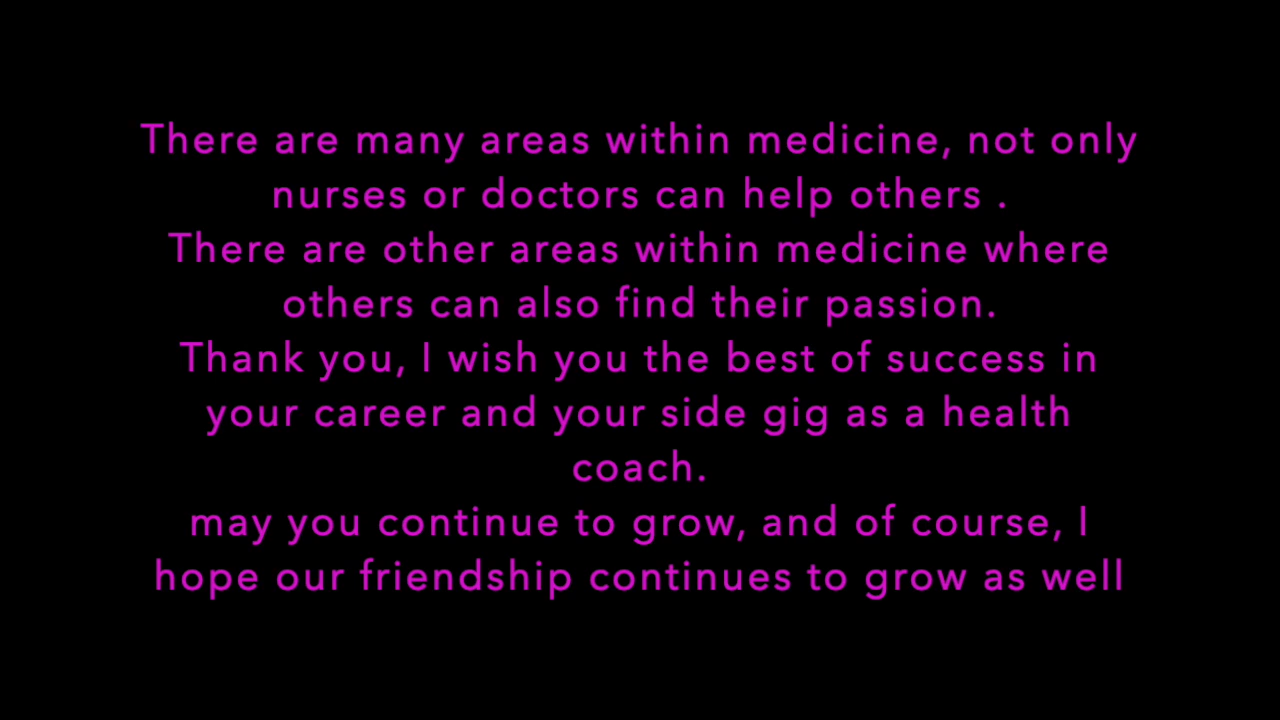 There are many areas within medicine, not only
nurses or doctors can help others .
There are other areas within medicine where
others can also find their passion.
Thank you, I wish you the best of success in
your career and your side gig as a health
coach.
may you continue to grow, and of course, I
hope our friendship continues to grow as well